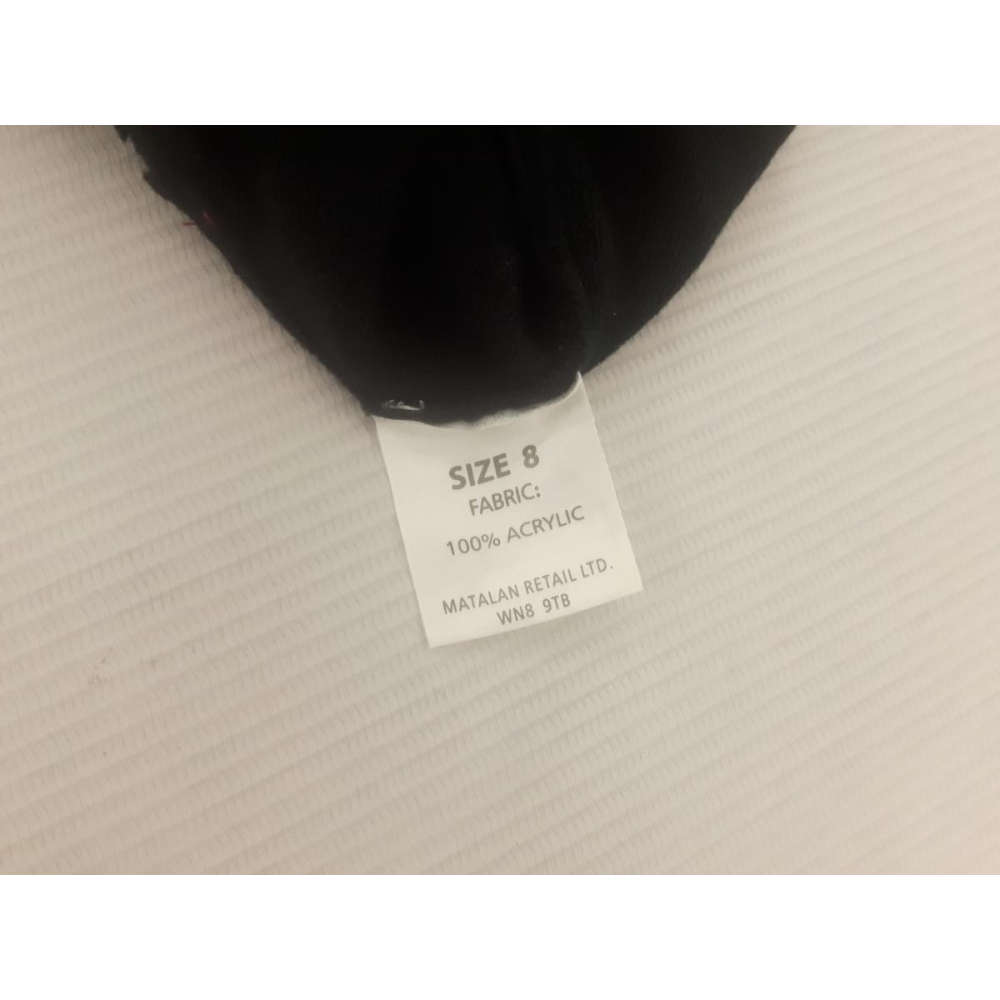 SIZE 8
FABRIC:
100% ACRYLIC
MATALAN RETAIL LTD.
WN8 9TB